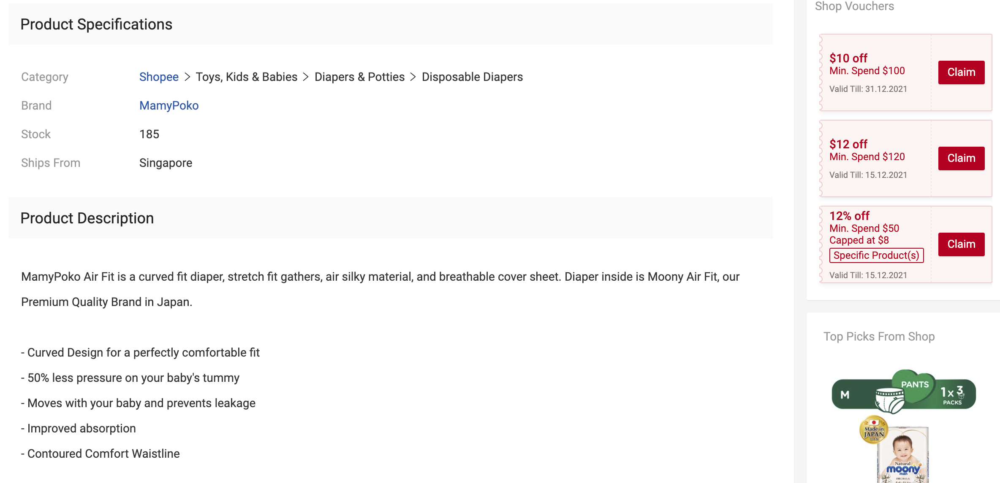 Product Specifications
Category
Shopee > Toys, Kids & Babies > Diapers & Potties > Disposable Diapers
Brand
MamyPoko
Stock
185
Ships From
Singapore
Product Description
MamyPoko Air Fit is a curved fit diaper, stretch fit gathers, air silky material, and breathable cover sheet. Diaper inside is Moony Air Fit, our
Premium Quality Brand in Japan.
- Curved Design for a perfectly comfortable fit
- 50% less pressure on your baby's tummy
- Moves with your baby and prevents leakage
- Improved absorption
- Contoured Comfort Waistline
Shop Vouchers
$10 off
Min. Spend $100
Valid Till: 31.12.2021
Claim
$12 off
Min. Spend $120
Valid Till: 15.12.2021
Claim
12% off
Min. Spend $50
Capped at $8
Specific Product(s)
Valid Till: 15.12.2021
Claim
Top Picks From Shop
M
PANTS
1x3
PACKS
Made in
JAPAN
Natural
moony
man